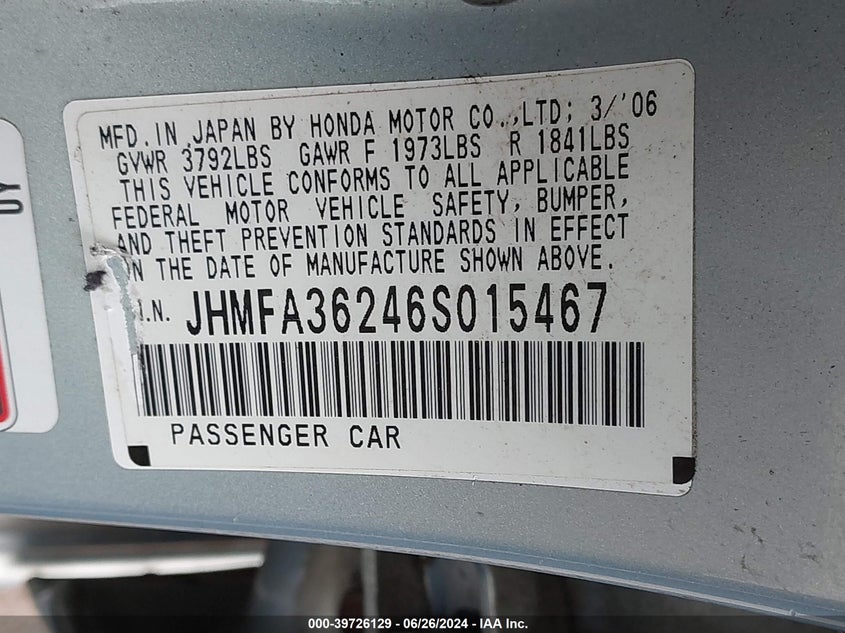 MFD. IN JAPAN BY HONDA MOTOR CO.,LTD; 3/'06
GVWR 3792LBS GAWR F 1973LBS R 1841LBS
THIS VEHICLE CONFORMS TO ALL APPLICABLE
FEDERAL MOTOR VEHICLE SAFETY, BUMPER,
AND THEFT PREVENTION STANDARDS IN EFFECT
ON THE DATE OF MANUFACTURE SHOWN ABOVE.
I.N. JHMFA36246S015467
PASSENGER CAR
DY
000-39726129 - 06/26/2024 - IAA Inc.